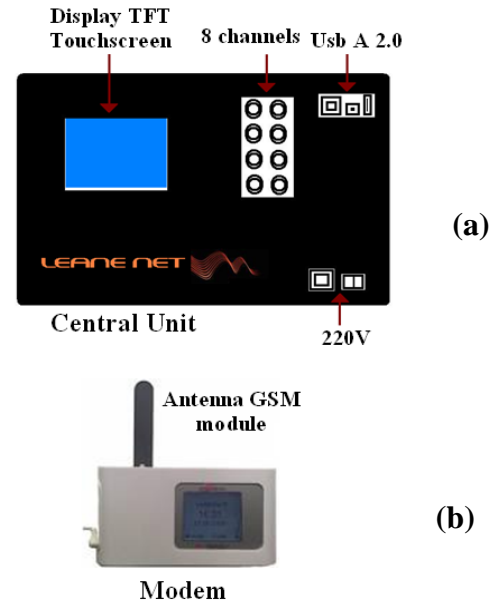 Display TFT
Touchscreen
8 channels
Usb A 2.0
(a)
LEANE NET
Central Unit
220V
Antenna GSM
module
(b)
Modem